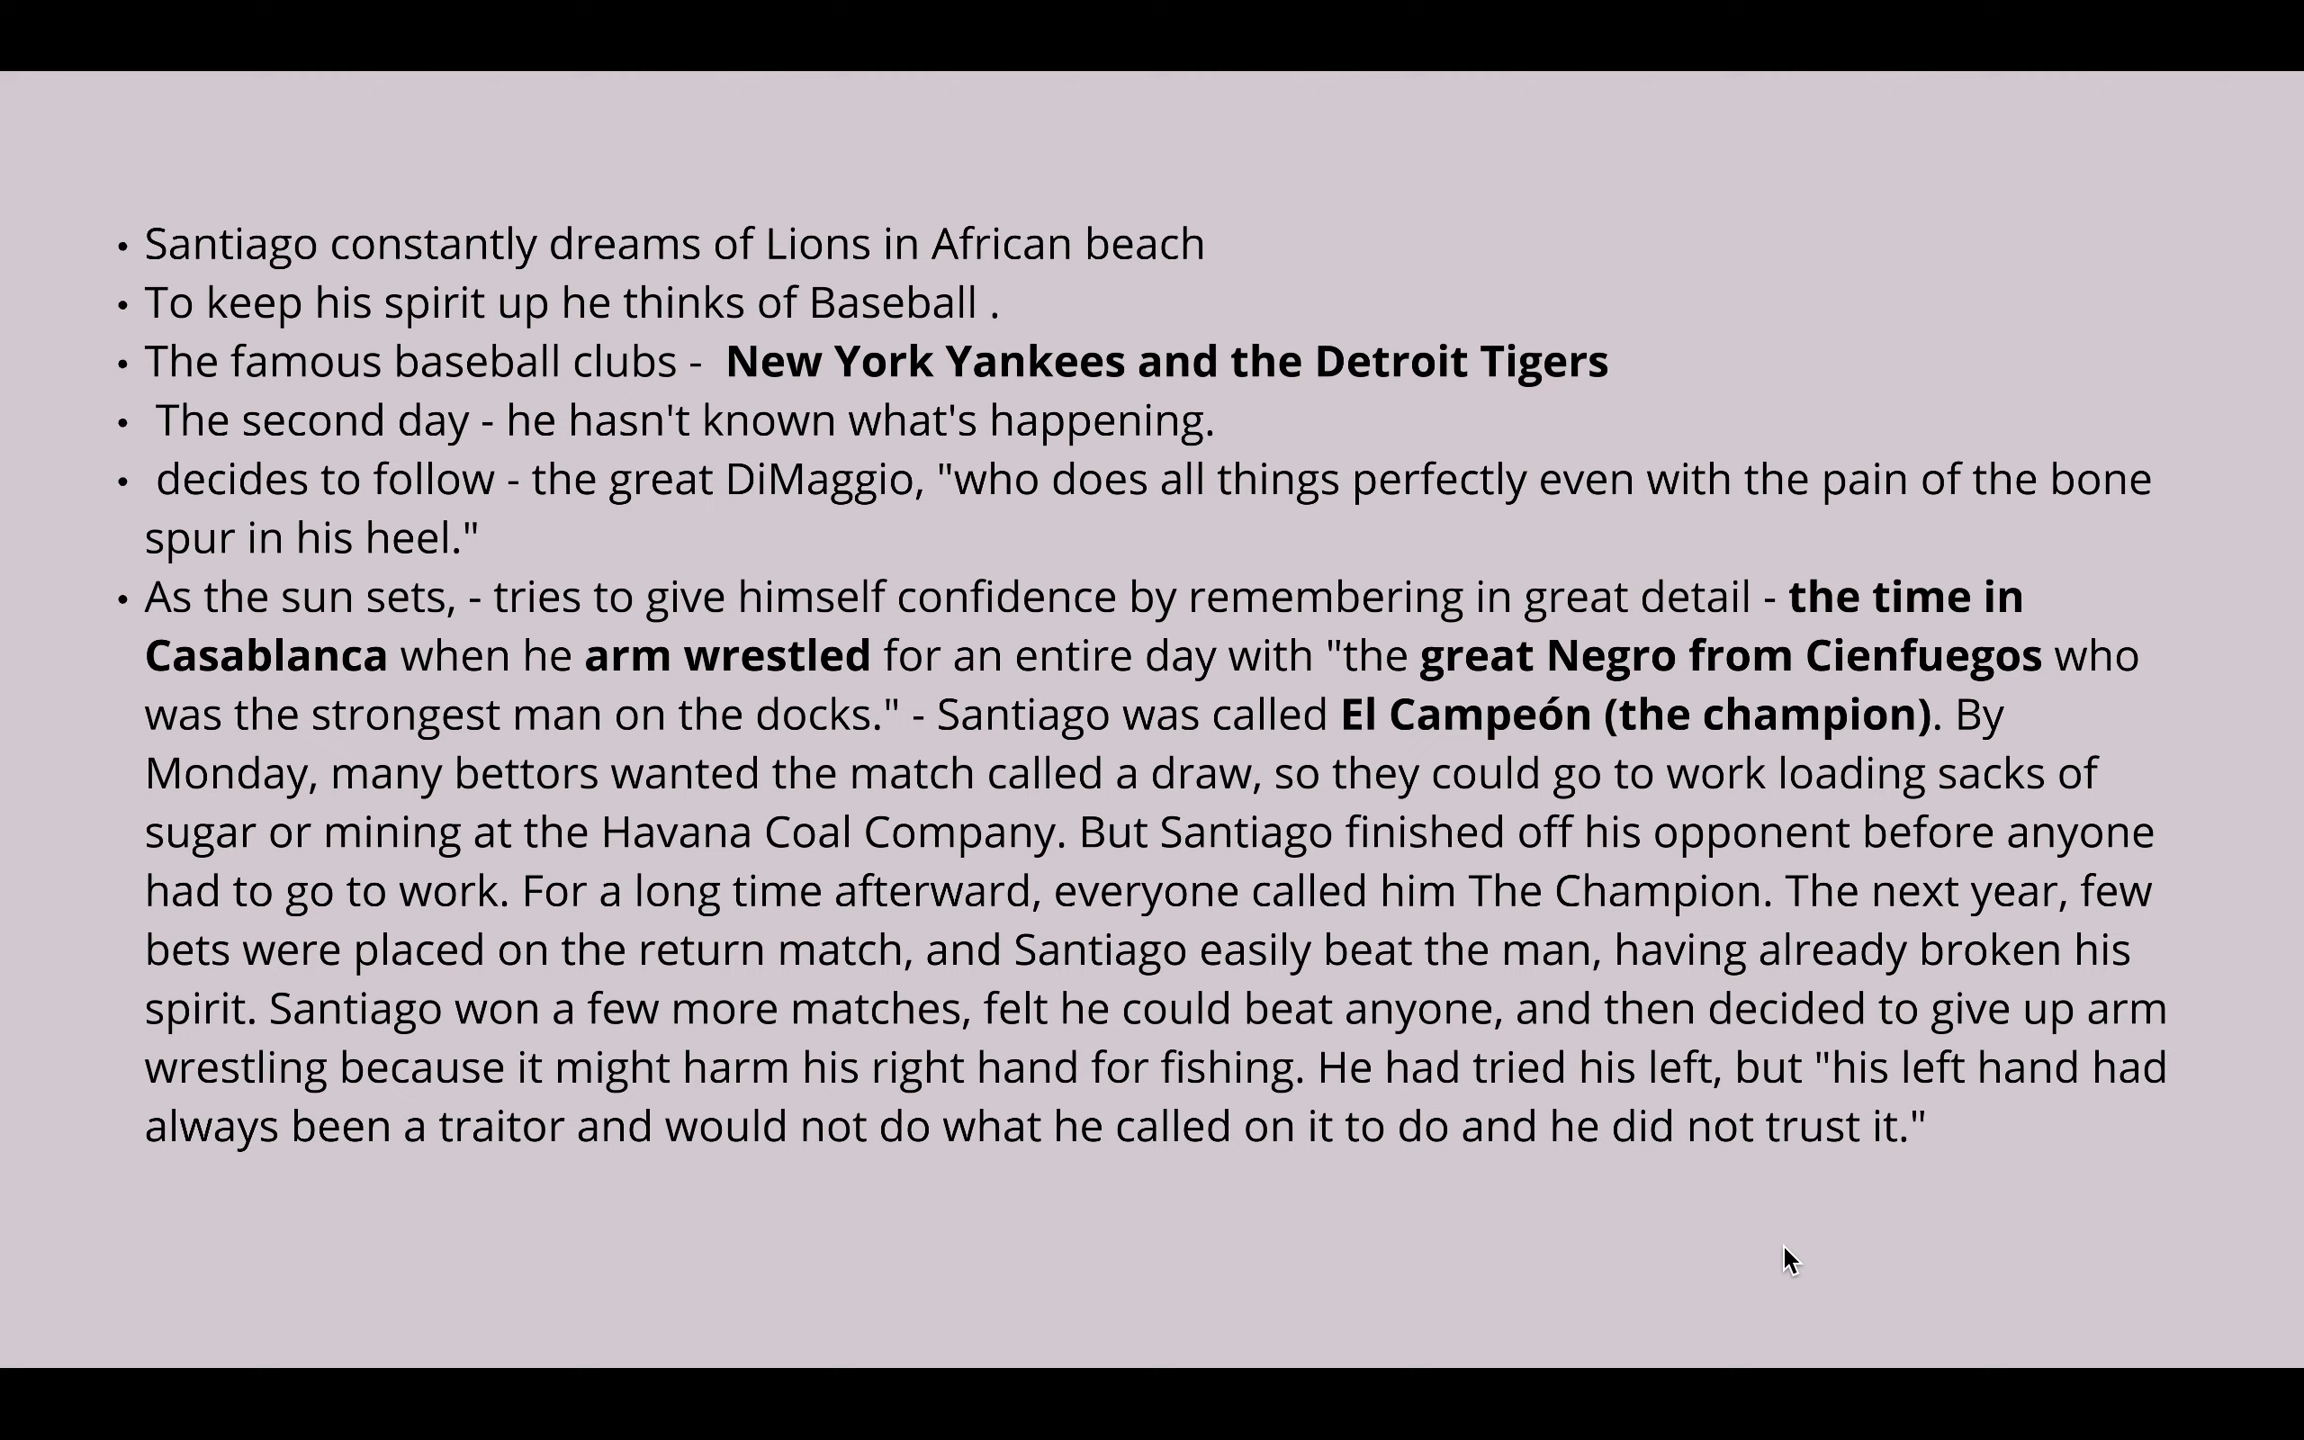 • Santiago constantly dreams of Lions in African beach
• To keep his spirit up he thinks of Baseball .
• The famous baseball clubs -  New York Yankees and the Detroit Tigers
•  The second day - he hasn't known what's happening.
•  decides to follow - the great DiMaggio, "who does all things perfectly even with the pain of the bone
spur in his heel."
• As the sun sets, - tries to give himself confidence by remembering in great detail - the time in
Casablanca when he arm wrestled for an entire day with "the great Negro from Cienfuegos who
was the strongest man on the docks." - Santiago was called El Campeón (the champion). By
Monday, many bettors wanted the match called a draw, so they could go to work loading sacks of
sugar or mining at the Havana Coal Company. But Santiago finished off his opponent before anyone
had to go to work. For a long time afterward, everyone called him The Champion. The next year, few
bets were placed on the return match, and Santiago easily beat the man, having already broken his
spirit. Santiago won a few more matches, felt he could beat anyone, and then decided to give up arm
wrestling because it might harm his right hand for fishing. He had tried his left, but "his left hand had
always been a traitor and would not do what he called on it to do and he did not trust it."